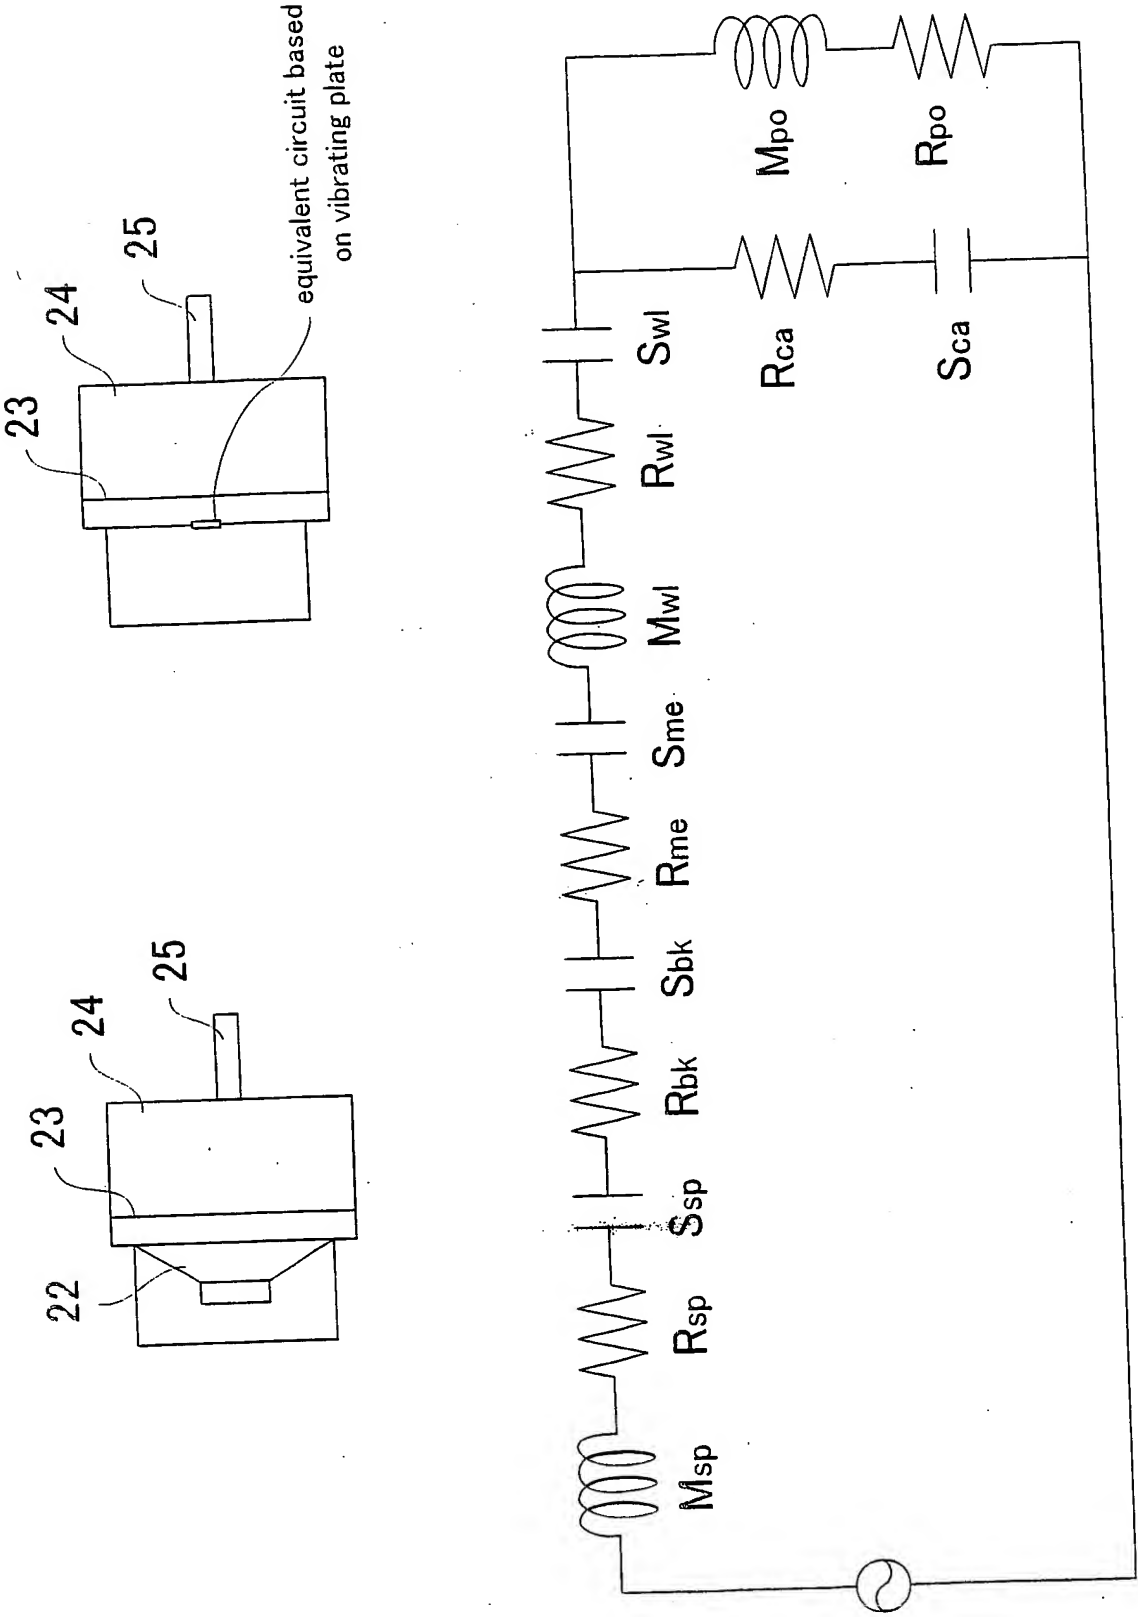 22
23
24
25
23
24
25
equivalent circuit based
on vibrating plate
Msp
Rsp
Ssp
Rbk
Sbk
Rme
Sme
Mwl
Rwl
Swl
Rca
Sca
Mpo
Rpo